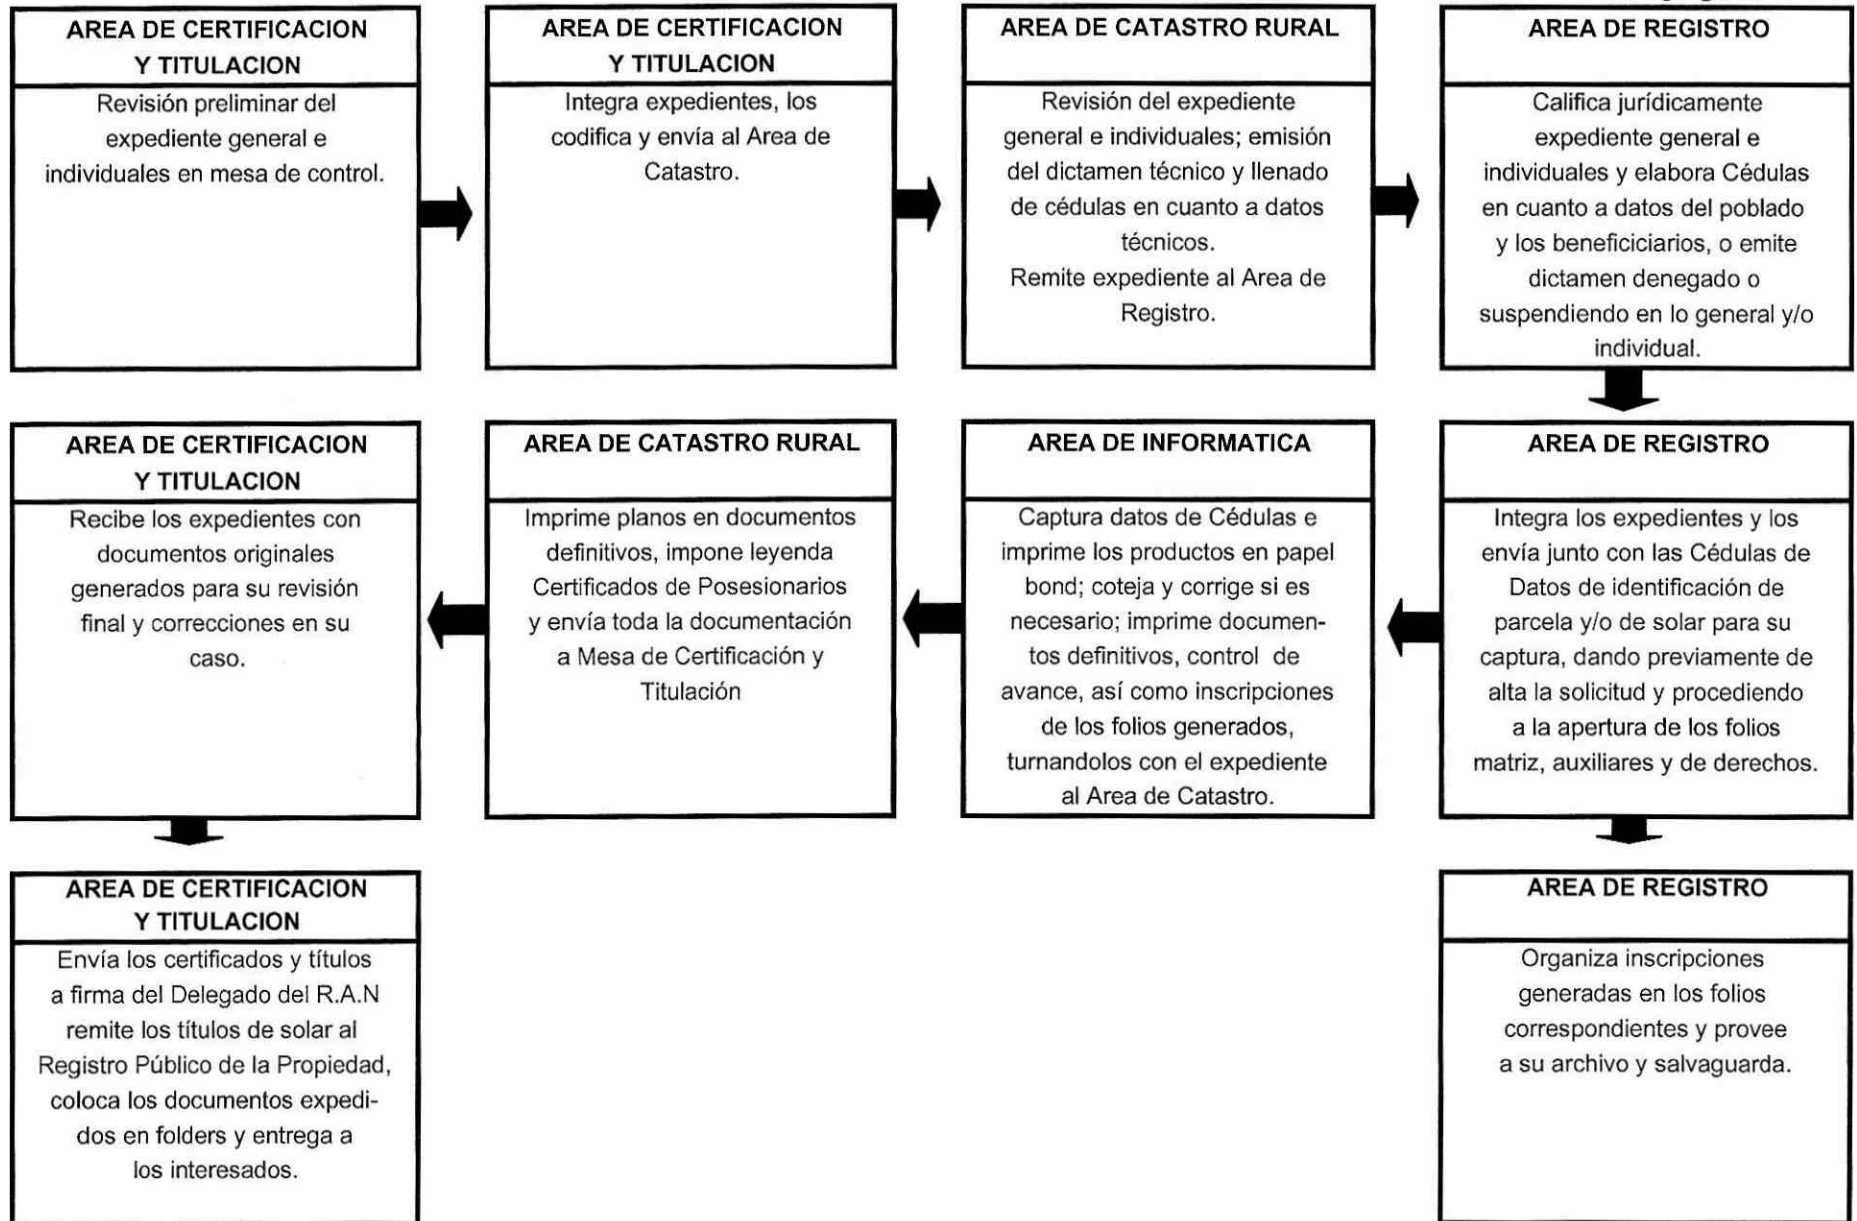 AREA DE CERTIFICACION
Y TITULACION
Revisión preliminar del
expediente general e
individuales en mesa de control.
AREA DE CERTIFICACION
Y TITULACION
Integra expedientes, los
codifica y envía al Area de
Catastro.
AREA DE CATASTRO RURAL
Revisión del expediente
general e individuales; emisión
del dictamen técnico y llenado
de cédulas en cuanto a datos
técnicos.
Remite expediente al Area de
Registro.
AREA DE REGISTRO
Califica jurídicamente
expediente general e
individuales y elabora Cédulas
en cuanto a datos del poblado
y los beneficiciarios, o emite
dictamen denegado o
suspendiendo en lo general y/o
individual.
AREA DE REGISTRO
Integra los expedientes y los
envía junto con las Cédulas de
Datos de identificación de
parcela y/o de solar para su
captura, dando previamente de
alta la solicitud y procediendo
a la apertura de los folios
matriz, auxiliares y de derechos.
AREA DE INFORMATICA
Captura datos de Cédulas e
imprime los productos en papel
bond; coteja y corrige si es
necesario; imprime documen-
tos definitivos, control de
avance, así como inscripciones
de los folios generados,
turnandolos con el expediente
al Area de Catastro.
AREA DE CATASTRO RURAL
Imprime planos en documentos
definitivos, impone leyenda
Certificados de Posesionarios
y envía toda la documentación
a Mesa de Certificación y
Titulación
AREA DE CERTIFICACION
Y TITULACION
Recibe los expedientes con
documentos originales
generados para su revisión
final y correcciones en su
caso.
AREA DE CERTIFICACION
Y TITULACION
Envía los certificados y títulos
a firma del Delegado del R.A.N
remite los títulos de solar al
Registro Público de la Propiedad,
coloca los documentos expedi-
dos en folders y entrega a
los interesados.
AREA DE REGISTRO
Organiza inscripciones
generadas en los folios
correspondientes y provee
a su archivo y salvaguarda.